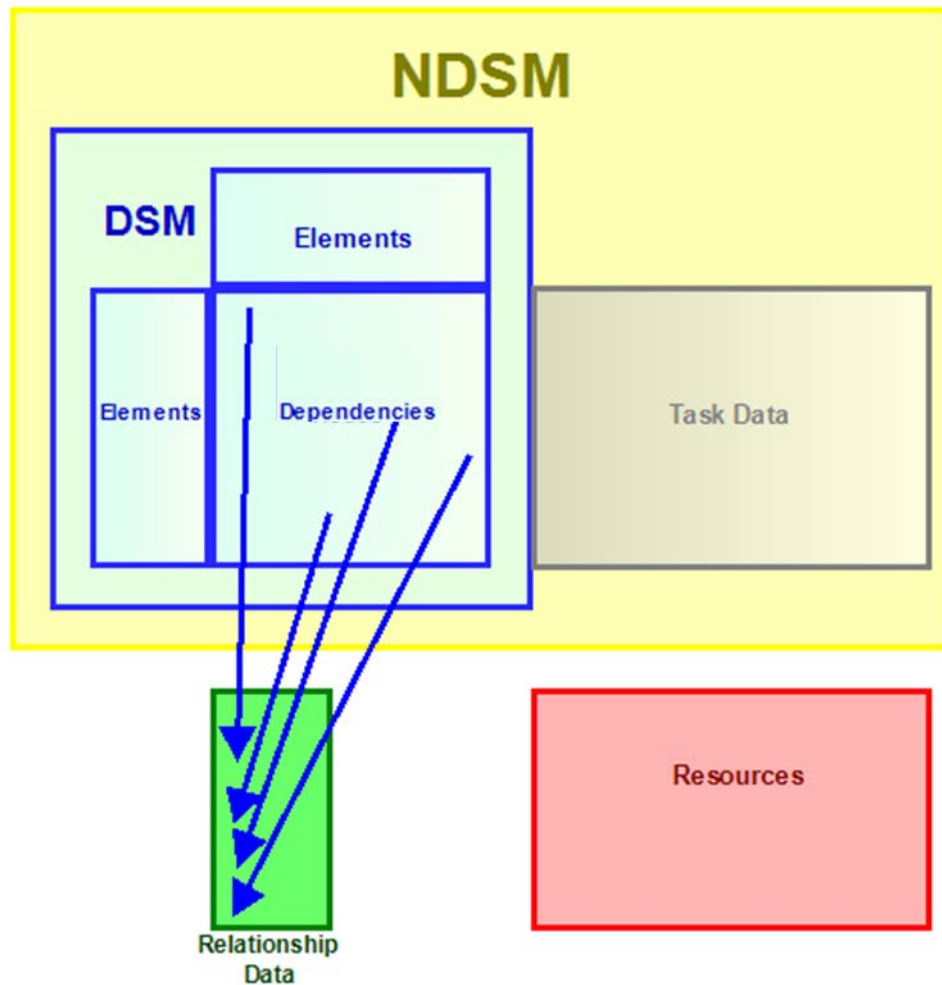 NDSM
DSM
Elements
Elements
Dependencies
Task Data
Resources
Relationship
Data